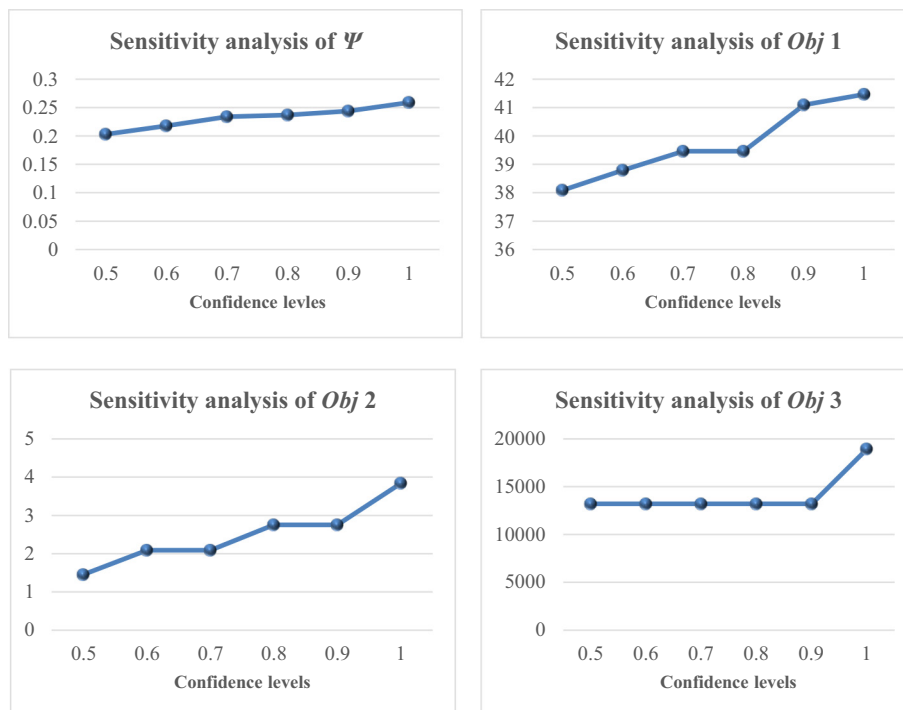 Sensitivity analysis of Ψ
0.3
0.25
0.2
0.15
0.1
0.05
0
0.5 0.6 0.7 0.8 0.9 1
Confidence levles
Sensitivity analysis of Obj 1
42
41
40
39
38
37
36
0.5 0.6 0.7 0.8 0.9 1
Confidence levels
Sensitivity analysis of Obj 2
5
4
3
2
1
0
0.5 0.6 0.7 0.8 0.9 1
Confidence levels
Sensitivity analysis of Obj 3
20000
15000
10000
5000
0
0.5 0.6 0.7 0.8 0.9 1
Confidence levels